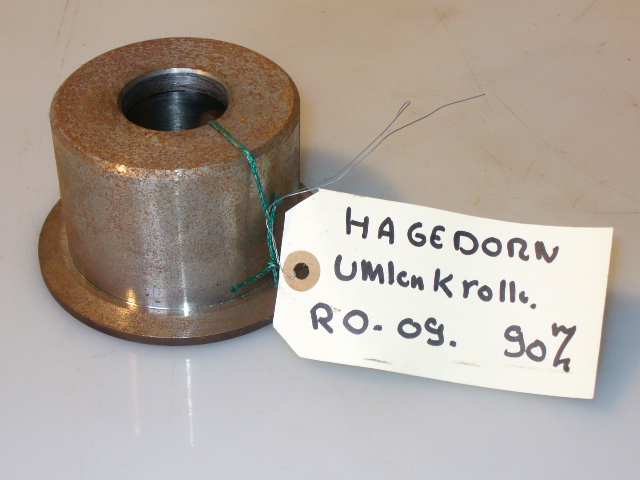 HAGEDORN
Umlenkrolle.
RO-09. 90%